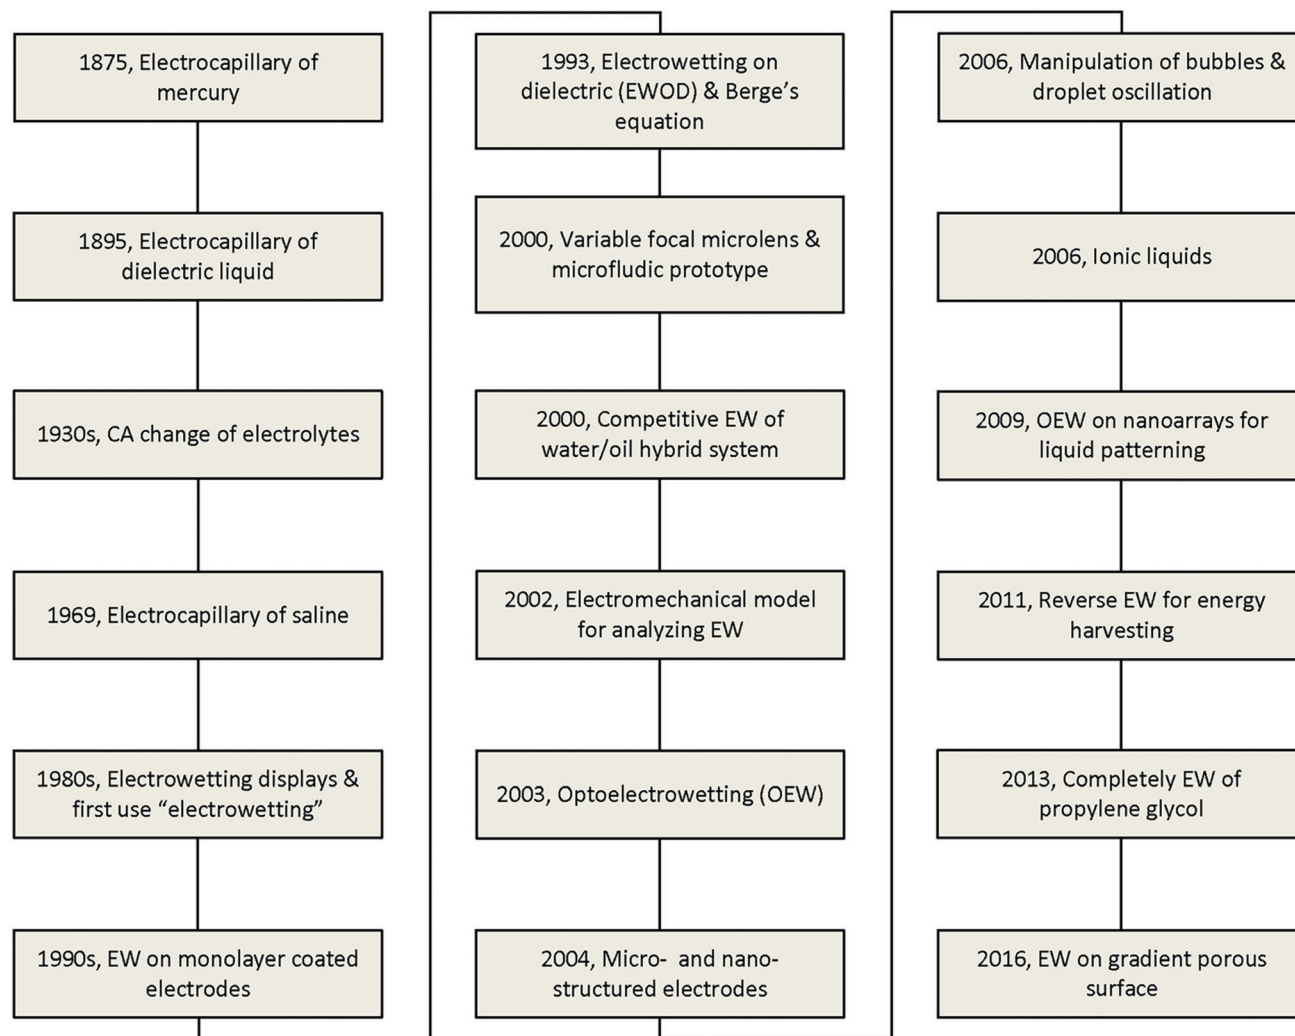 1875, Electrocapillary of
mercury
1895, Electrocapillary of
dielectric liquid
1930s, CA change of electrolytes
1969, Electrocapillary of saline
1980s, Electrowetting displays &
first use “electrowetting”
1990s, EW on monolayer coated
electrodes
1993, Electrowetting on
dielectric (EWOD) & Berge’s
equation
2000, Variable focal microlens &
microfludic prototype
2000, Competitive EW of
water/oil hybrid system
2002, Electromechanical model
for analyzing EW
2003, Optoelectrowetting (OEW)
2004, Micro- and nano-
structured electrodes
2006, Manipulation of bubbles &
droplet oscillation
2006, Ionic liquids
2009, OEW on nanoarrays for
liquid patterning
2011, Reverse EW for energy
harvesting
2013, Completely EW of
propylene glycol
2016, EW on gradient porous
surface